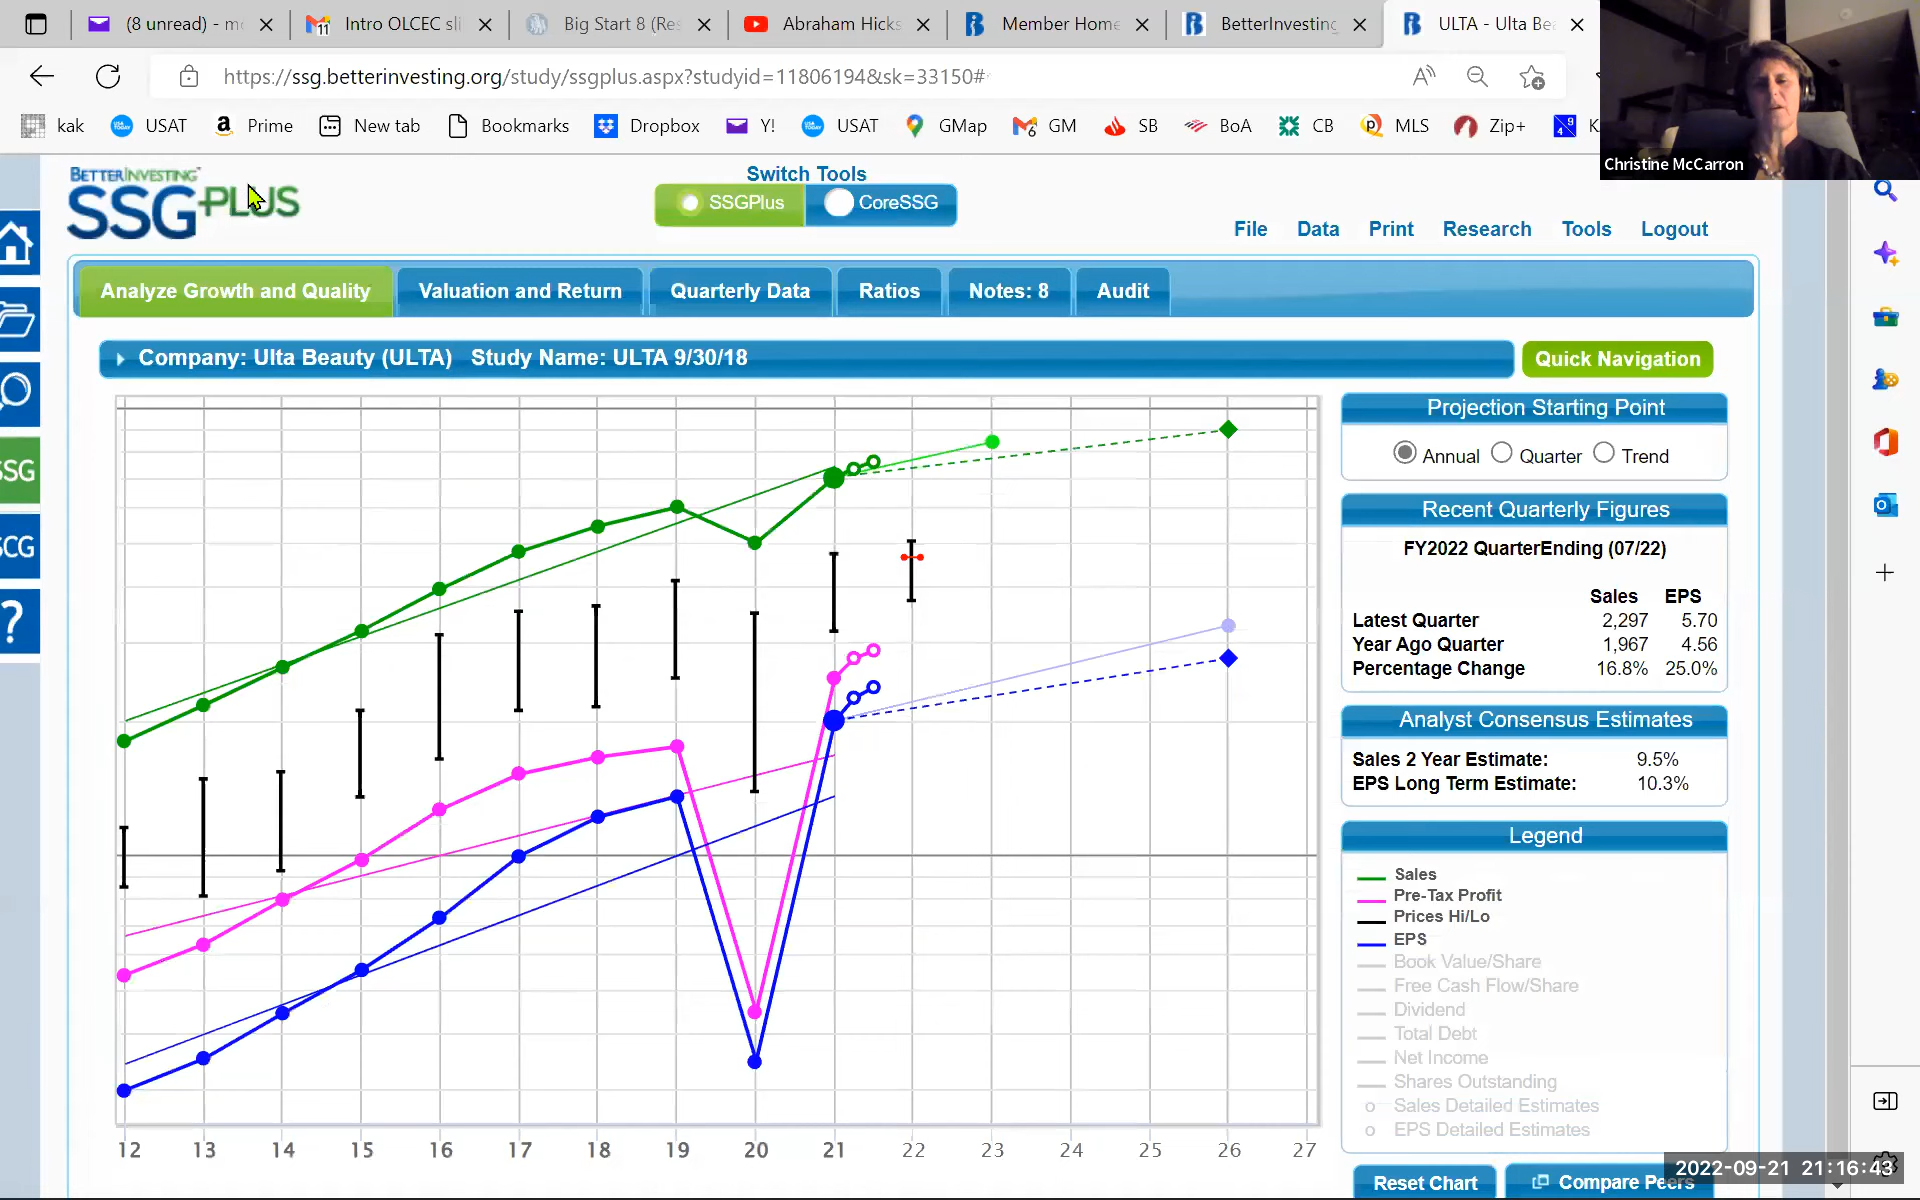 (8 unread) - m
Intro OLCEC sli
Big Start 8 (Re
Abraham Hicks
Member Home
BetterInvesting
ULTA - Ulta Be
https://ssg.betterinvesting.org/study/ssgplus.aspx?studyid=11806194&sk=33150#
kak
USAT
Prime
New tab
Bookmarks
Dropbox
Y!
USAT
GMap
GM
SB
BoA
CB
MLS
Zip+
K
Christine McCarron
BETTERINVESTING™
SSG PLUS
Switch Tools
SSGPlus
CoreSSG
File
Data
Print
Research
Tools
Logout
Analyze Growth and Quality
Valuation and Return
Quarterly Data
Ratios
Notes: 8
Audit
Company: Ulta Beauty (ULTA) Study Name: ULTA 9/30/18
Quick Navigation
SSG
SCG
?
12 13 14 15 16 17 18 19 20 21 22 23 24 25 26 27
Projection Starting Point
Annual Quarter Trend
Recent Quarterly Figures
FY2022 QuarterEnding (07/22)
Sales EPS
Latest Quarter 2,297 5.70
Year Ago Quarter 1,967 4.56
Percentage Change 16.8% 25.0%
Analyst Consensus Estimates
Sales 2 Year Estimate: 9.5%
EPS Long Term Estimate: 10.3%
Legend
Sales
Pre-Tax Profit
Prices Hi/Lo
EPS
Book Value/Share
Free Cash Flow/Share
Dividend
Total Debt
Net Income
Shares Outstanding
Sales Detailed Estimates
EPS Detailed Estimates
Reset Chart
Compare Peers
2022-09-21 21:16:43